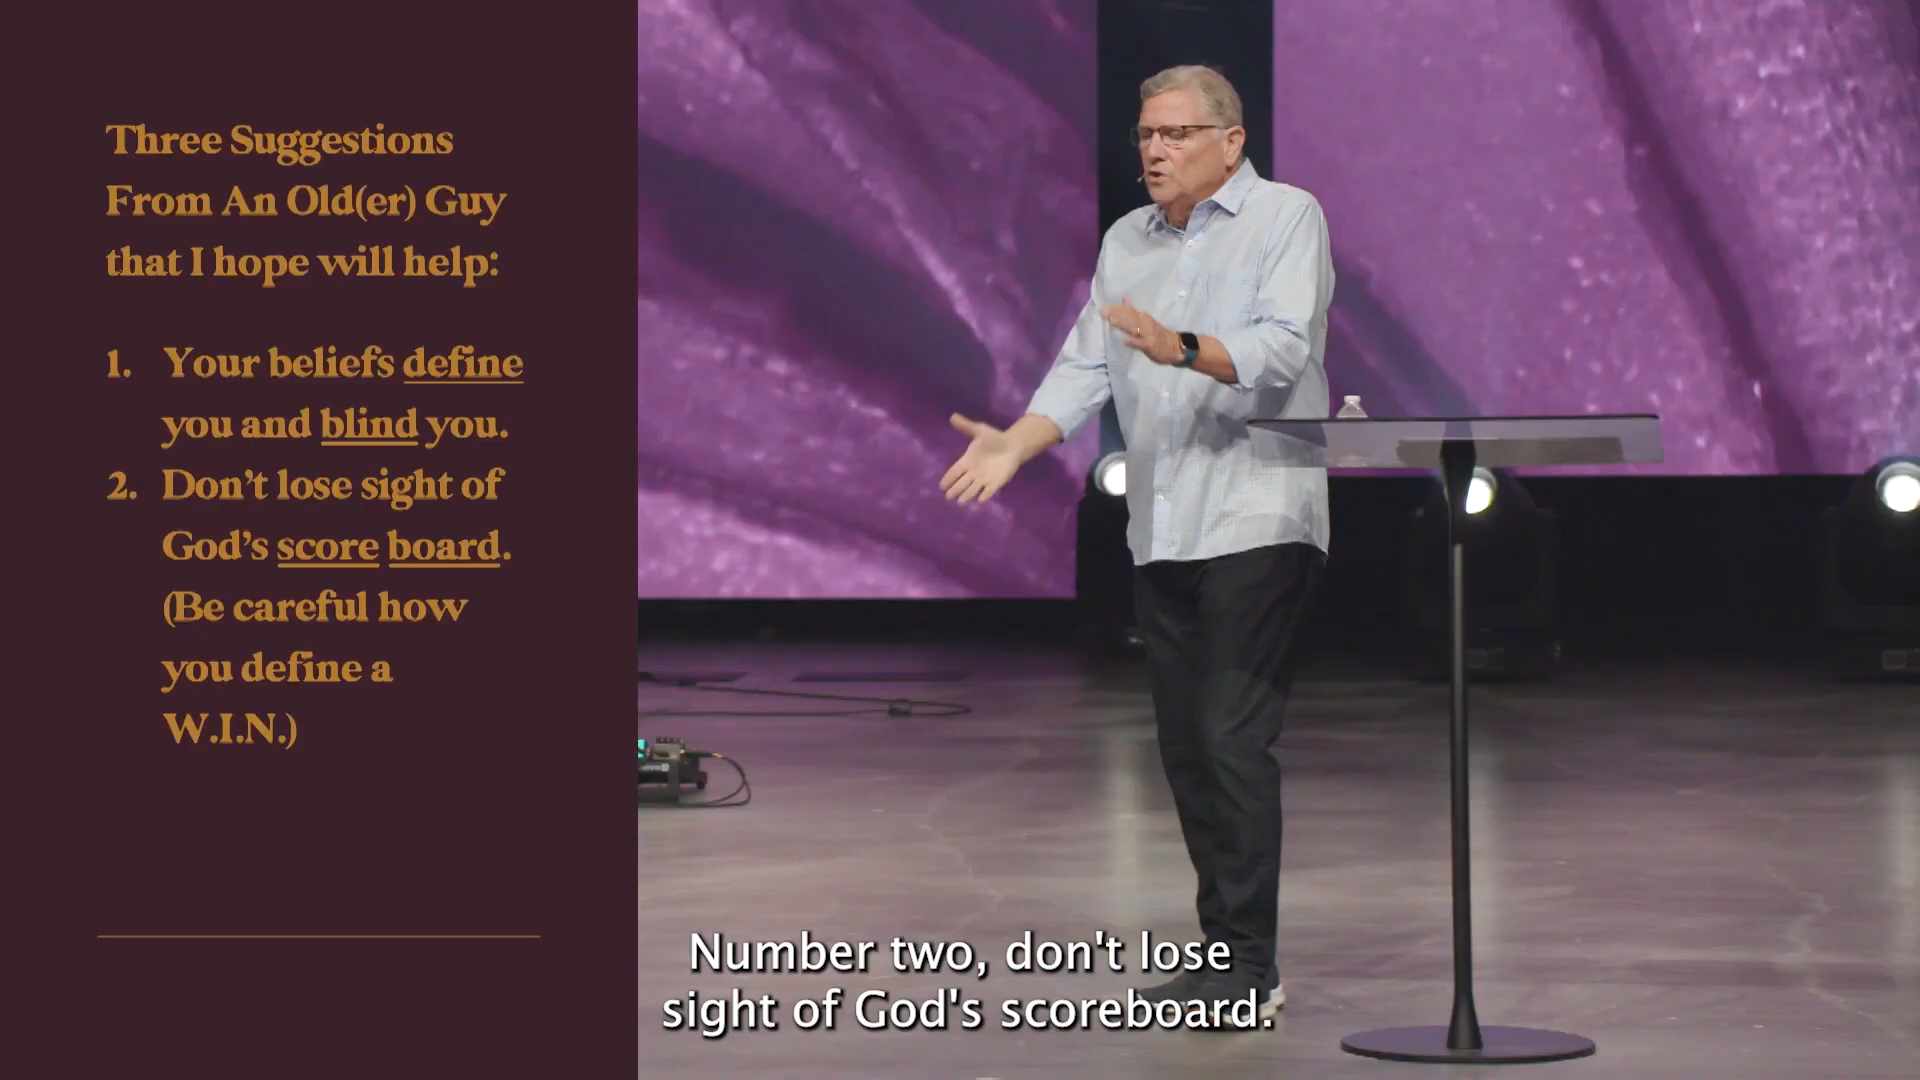 Three Suggestions
From An Old(er) Guy
that I hope will help:
1. Your beliefs define
you and blind you.
2. Don’t lose sight of
God’s score board.
(Be careful how
you define a
W.I.N.)
Number two, don't lose
sight of God's scoreboard.